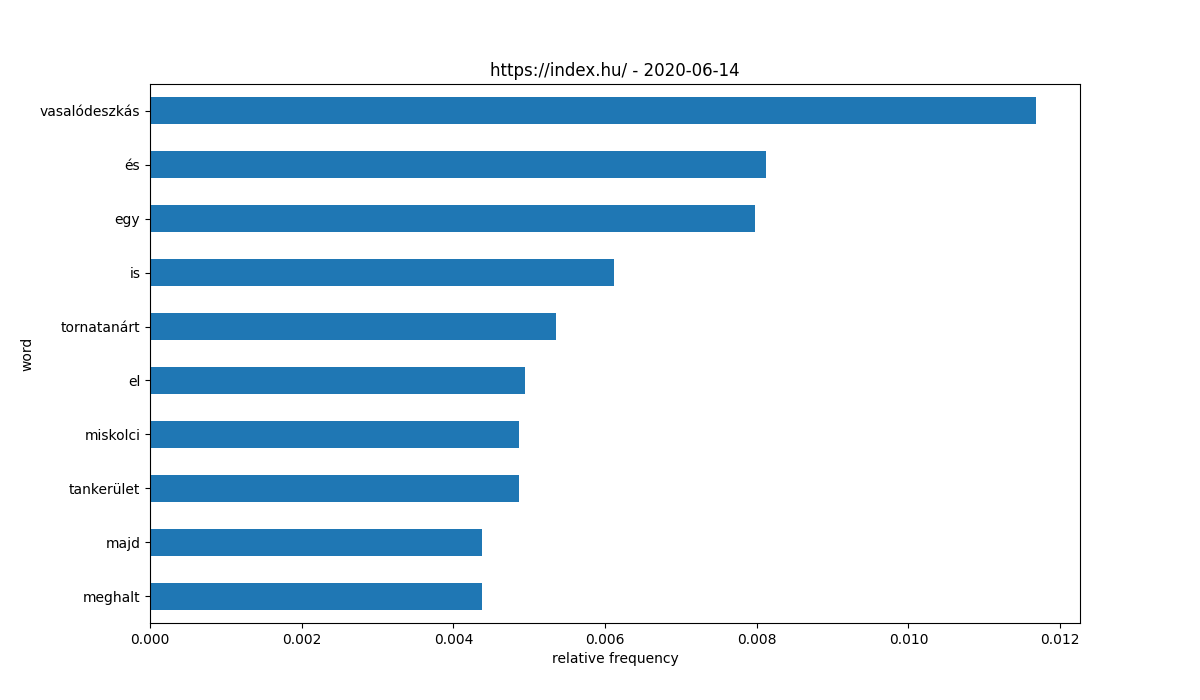 https://index.hu/ - 2020-06-14
vasalódeszkás
és
egy
is
tornatanárt
el
miskolci
tankerület
majd
meghalt
word
0.000 0.002 0.004 0.006 0.008 0.010 0.012
relative frequency